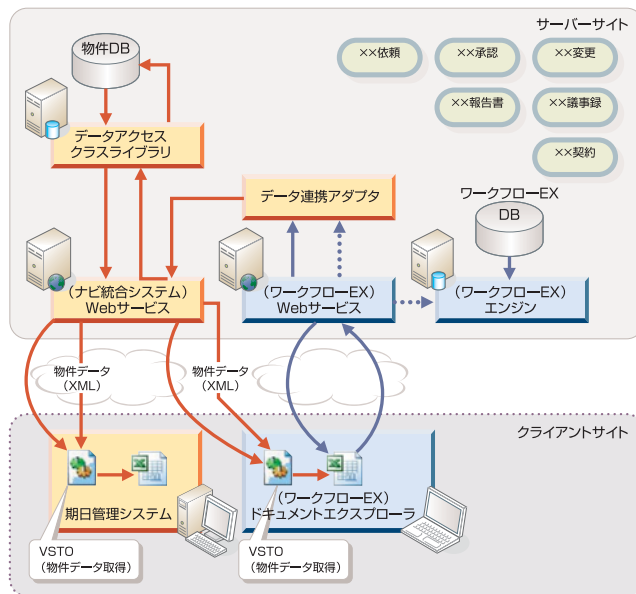 サーバーサイト
物件DB
××依頼
××承認
××変更
××報告書
××議事録
××契約
データアクセス
クラスライブラリ
データ連携アダプタ
ワークフローEX
DB
(ナビ統合システム)
Webサービス
(ワークフローEX)
Webサービス
(ワークフローEX)
エンジン
物件データ
(XML)
物件データ
(XML)
クライアントサイト
期日管理システム
(ワークフローEX)
ドキュメントエクスプローラ
VSTO
(物件データ取得)
VSTO
(物件データ取得)